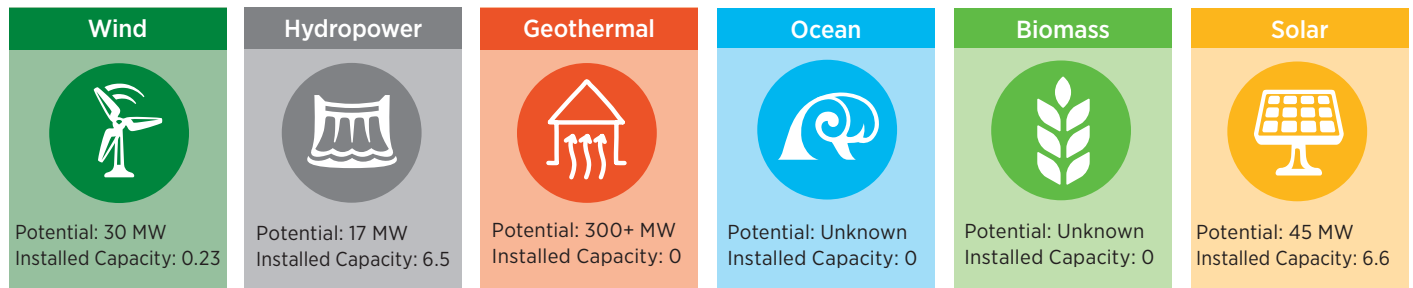 Wind
Potential: 30 MW
Installed Capacity: 0.23
Hydropower
Potential: 17 MW
Installed Capacity: 6.5
Geothermal
Potential: 300+ MW
Installed Capacity: 0
Ocean
Potential: Unknown
Installed Capacity: 0
Biomass
Potential: Unknown
Installed Capacity: 0
Solar
Potential: 45 MW
Installed Capacity: 6.6